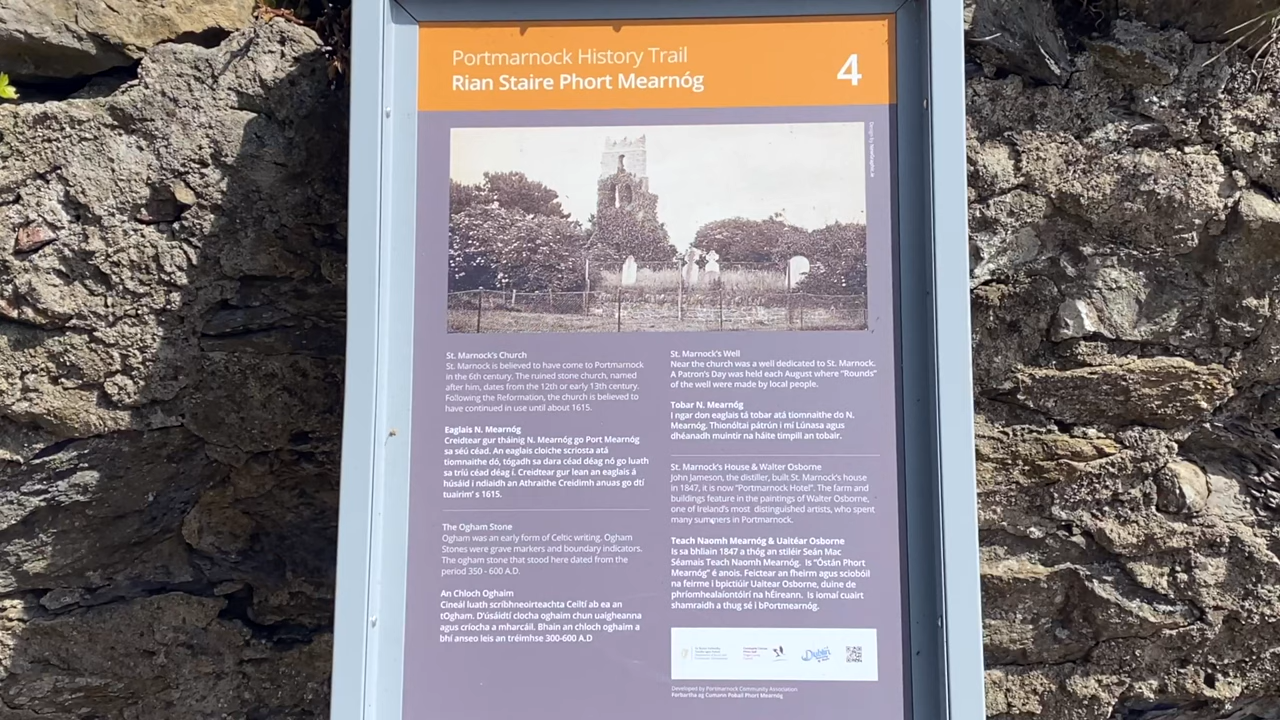 Portmarnock History Trail
Rian Staire Phort Mearnóg
4
St. Marnock's Church
St. Marnock is believed to have come to Portmarnock
in the 6th century. The ruined stone church, named
after him, dates from the 12th or early 13th century.
Following the Reformation, the church is believed to
have continued in use until about 1615.
Eaglais N. Mearnóg
Creidtear gur tháinig N. Mearnóg go Port Mearnóg
sa séú céad. An eaglais cloiche scriosta atá
tiomnaithe dó, tógadh sa dara céad déag nó go luath
sa tríú céad déag í. Creidtear gur lean an eaglais á
húsáid i ndiaidh an Athraithe Creidimh anuas go dtí
tuairim' s 1615.
The Ogham Stone
Ogham was an early form of Celtic writing. Ogham
Stones were grave markers and boundary indicators.
The ogham stone that stood here dated from the
period 350 - 600 A.D.
An Chloch Oghaim
Cineál luath scríbhneoirteachta Ceiltí ab ea an
tOgham. D'úsáidtí clocha oghaim chun uaigheanna
agus críocha a mharcáil. Bhain an chloch oghaim a
bhí anseo leis an tréimhse 300-600 A.D
St. Marnock's Well
Near the church was a well dedicated to St. Marnock.
A Patron's Day was held each August where "Rounds"
of the well were made by local people.
Tobar N. Mearnóg
I ngar don eaglais tá tobar atá tiomnaithe do N.
Mearnóg. Thionóltaí pátrún i mí Lúnasa agus
dhéanadh muintir na háite timpill an tobair.
St. Marnock's House & Walter Osborne
John Jameson, the distiller, built St. Marnock's house
in 1847, it is now "Portmarnock Hotel". The farm and
buildings feature in the paintings of Walter Osborne,
one of Ireland's most distinguished artists, who spent
many summers in Portmarnock.
Teach Naomh Mearnóg & Ualtéar Osborne
Is sa bhliain 1847 a thóg an stiléir Seán Mac
Séamais Teach Naomh Mearnóg. Is "Óstán Phort
Mearnóg" é anois. Feictear an fheirm agus sciobóil
na feirme i bpictiúir Ualtear Osborne, duine de
phríomhealaíontóirí na hÉireann. Is iomaí cuairt
shamraidh a thug sé i bPortmearnóg.
Dublin
Developed by Portmarnock Community Association
Forbartha ag Cumann Pobail Phort Mearnóg